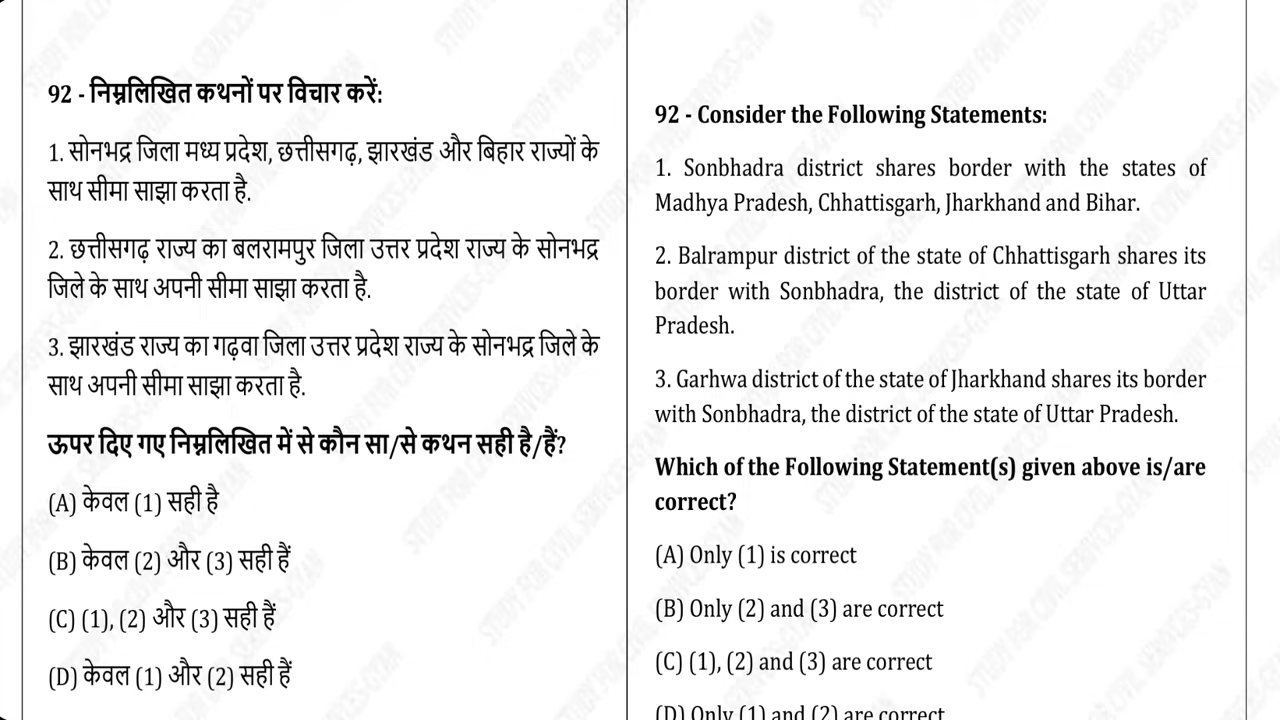 92 - निम्नलिखित कथनों पर विचार करें:
1. सोनभद्र जिला मध्य प्रदेश, छत्तीसगढ़, झारखंड और बिहार राज्यों के
साथ सीमा साझा करता है.
2. छत्तीसगढ़ राज्य का बलरामपुर जिला उत्तर प्रदेश राज्य के सोनभद्र
जिले के साथ अपनी सीमा साझा करता है.
3. झारखंड राज्य का गढ़वा जिला उत्तर प्रदेश राज्य के सोनभद्र जिले के
साथ अपनी सीमा साझा करता है.
ऊपर दिए गए निम्नलिखित में से कौन सा/से कथन सही है/हैं?
(A) केवल (1) सही है
(B) केवल (2) और (3) सही हैं
(C) (1), (2) और (3) सही हैं
(D) केवल (1) और (2) सही हैं
92 - Consider the Following Statements:
1. Sonbhadra district shares border with the states of
Madhya Pradesh, Chhattisgarh, Jharkhand and Bihar.
2. Balrampur district of the state of Chhattisgarh shares its
border with Sonbhadra, the district of the state of Uttar
Pradesh.
3. Garhwa district of the state of Jharkhand shares its border
with Sonbhadra, the district of the state of Uttar Pradesh.
Which of the Following Statement(s) given above is/are
correct?
(A) Only (1) is correct
(B) Only (2) and (3) are correct
(C) (1), (2) and (3) are correct
(D) Only (1) and (2) are correct